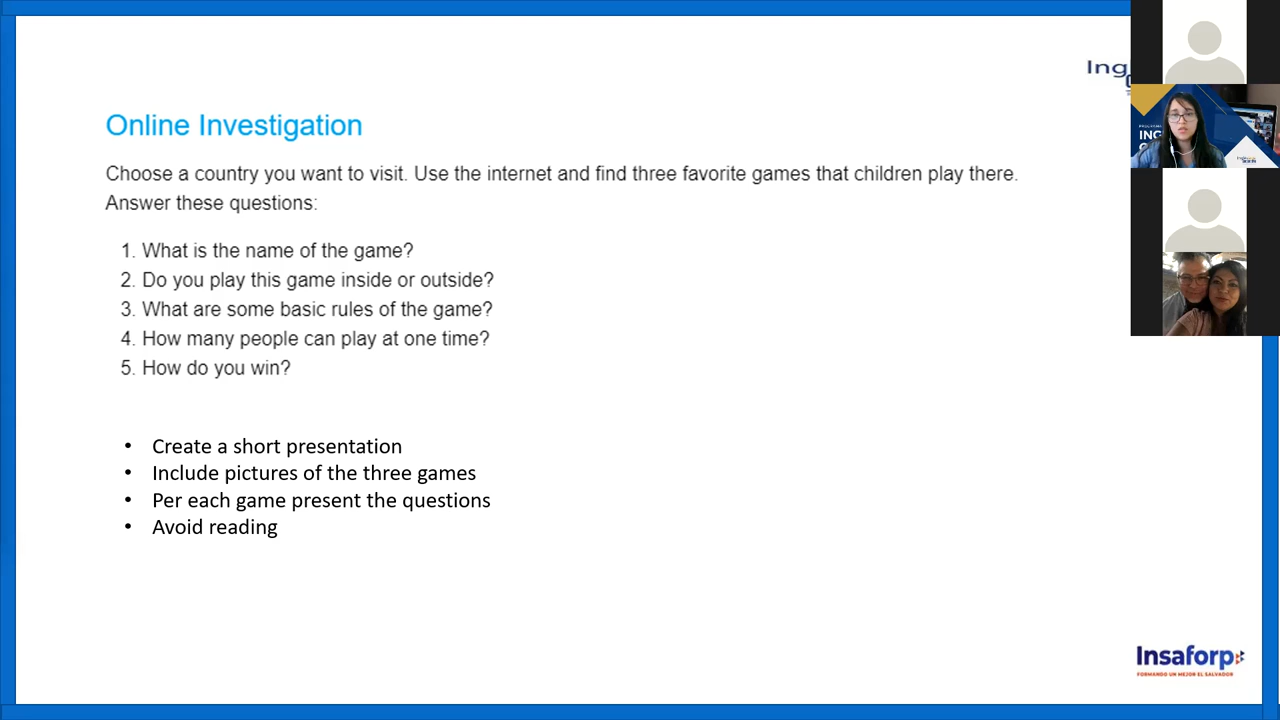 Ing
Online Investigation
Choose a country you want to visit. Use the internet and find three favorite games that children play there.
Answer these questions:
1. What is the name of the game?
2. Do you play this game inside or outside?
3. What are some basic rules of the game?
4. How many people can play at one time?
5. How do you win?
• Create a short presentation
• Include pictures of the three games
• Per each game present the questions
• Avoid reading
ING
Insaforp
FORMANDO UN MEJOR EL SALVADOR